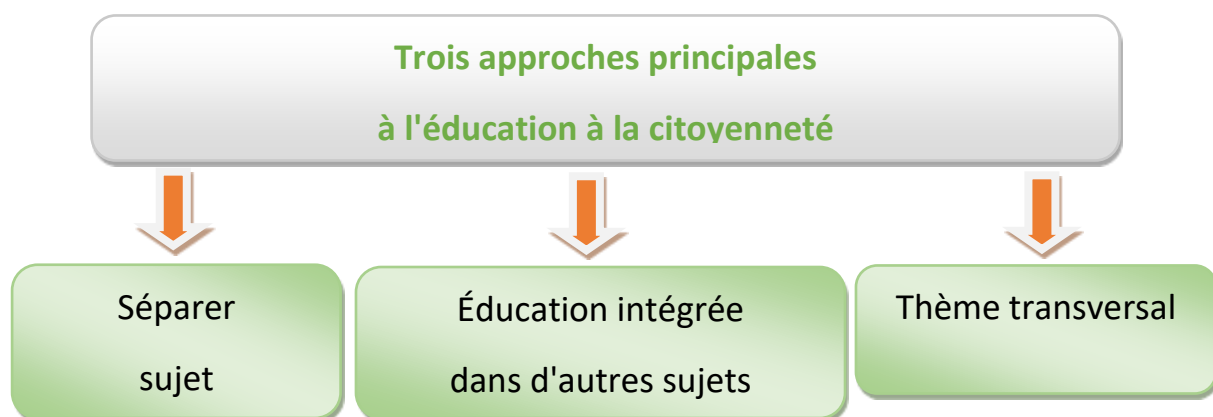 Trois approches principales
à l'éducation à la citoyenneté
Séparer
sujet
Éducation intégrée
dans d'autres sujets
Thème transversal